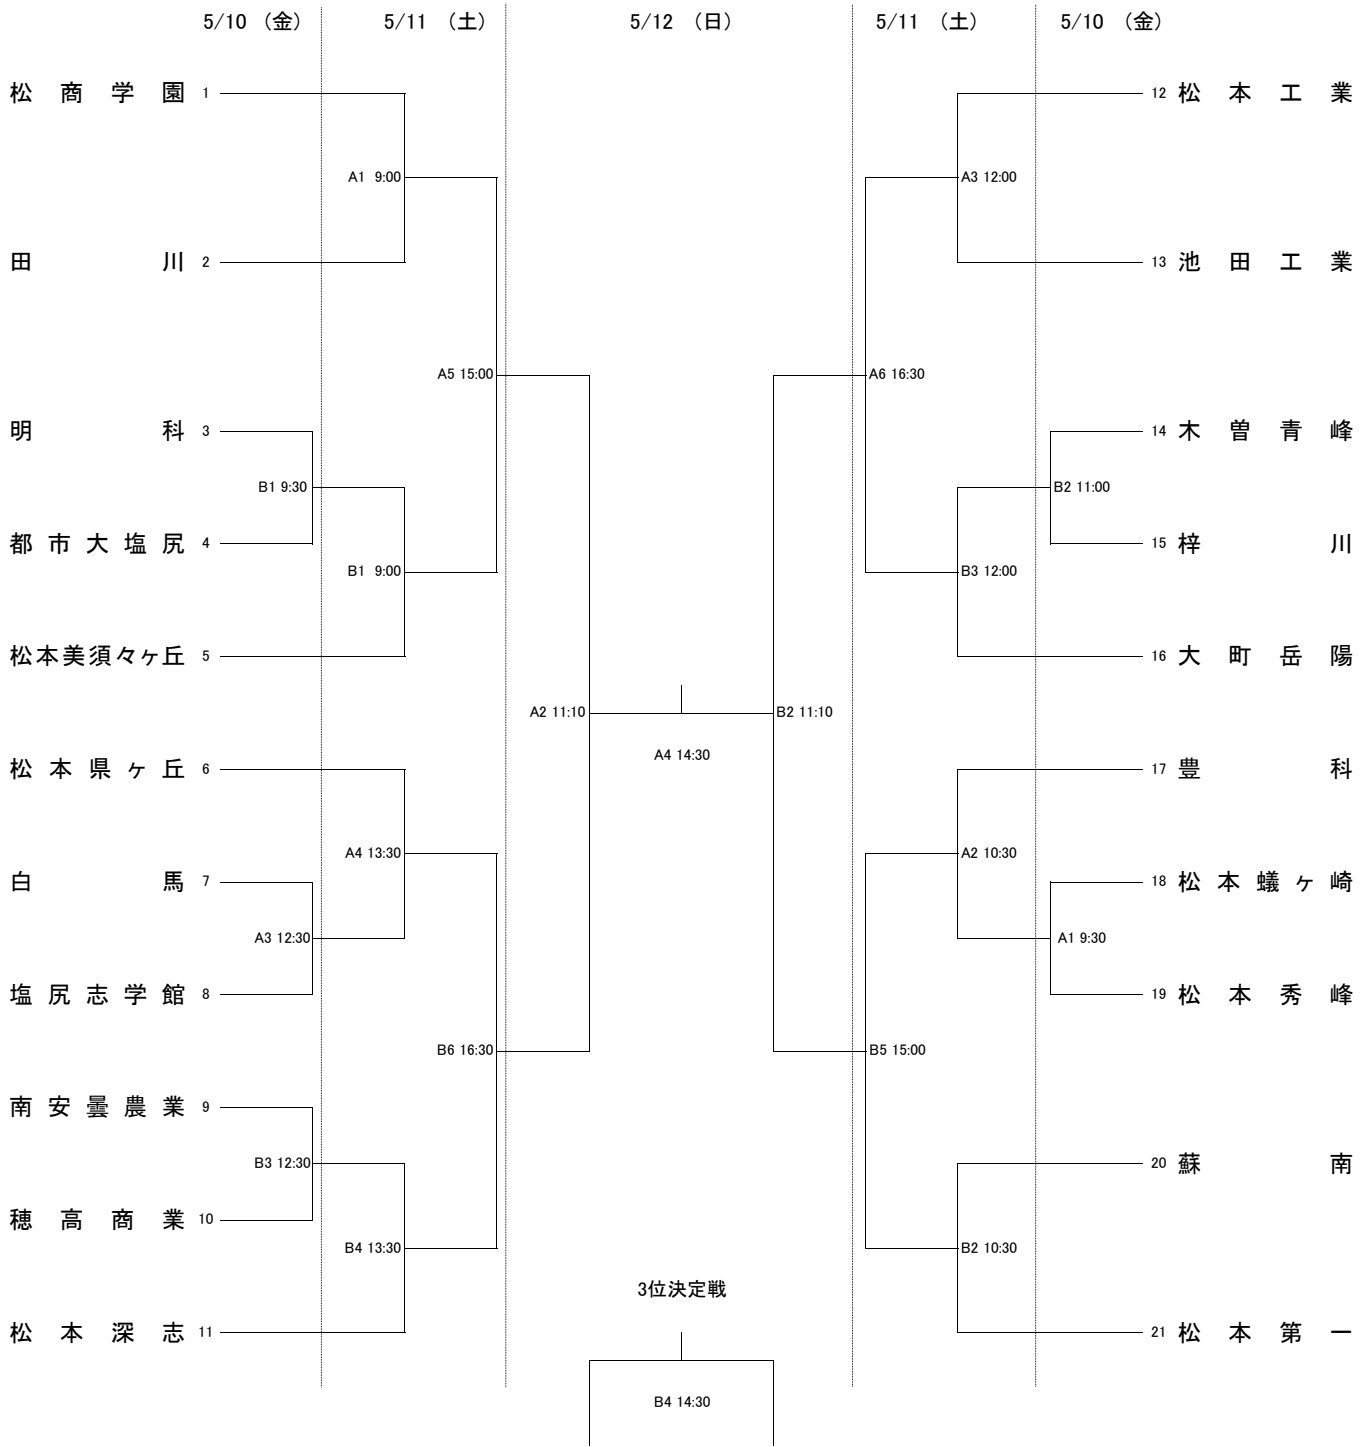 5/10 (金) 5/11 (土) 5/12 (日) 5/11 (土) 5/10 (金)
松商学園 1 12 松本工業
A1 9:00 A3 12:00
田川 2 13 池田工業
A5 15:00 A6 16:30
明科 3 14 木曽青峰
B1 9:30 B2 11:00
都市大塩尻 4 15 梓川
B1 9:00 B3 12:00
松本美須々ヶ丘 5 16 大町岳陽
A2 11:10 B2 11:10
A4 14:30
松本県ヶ丘 6 17 豊科
A4 13:30 A2 10:30
白馬 7 18 松本蟻ヶ崎
A3 12:30 A1 9:30
塩尻志学館 8 19 松本秀峰
B6 16:30 B5 15:00
南安曇農業 9
B3 12:30 20 蘇南
穂高商業 10
B4 13:30 B2 10:30
3位決定戦
松本深志 11 21 松本第一
B4 14:30